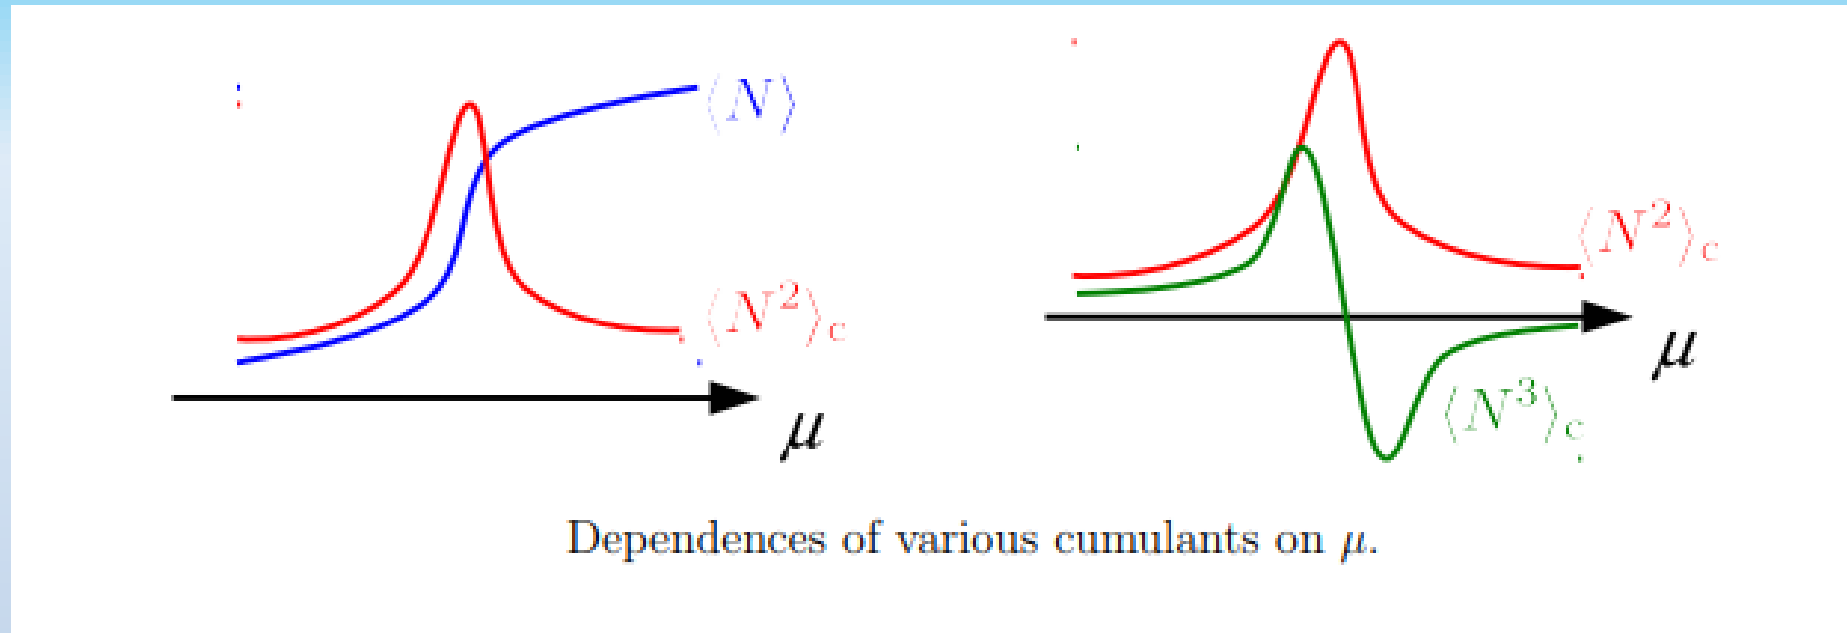 ⟨N⟩
⟨N²⟩c
μ
⟨N²⟩c
μ
⟨N³⟩c
Dependences of various cumulants on μ.